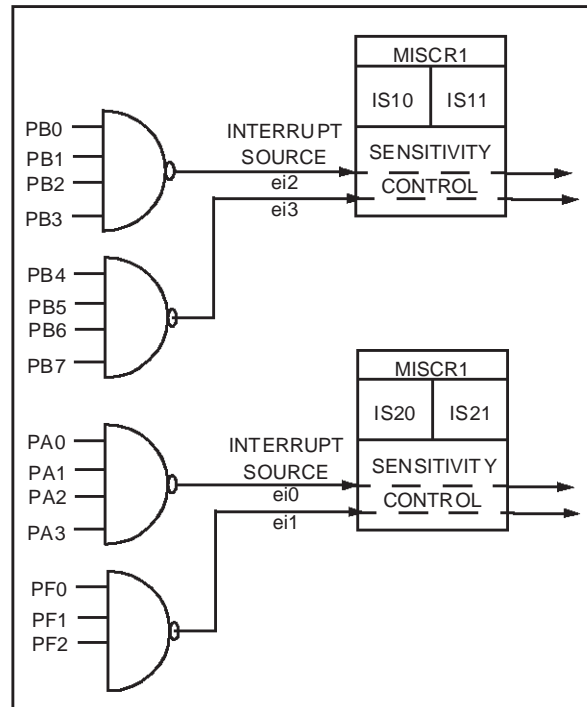 MISCR1
IS10 IS11
PB0
PB1
PB2
PB3
INTERRUPT
SOURCE
ei2
ei3
SENSITIVITY
CONTROL
PB4
PB5
PB6
PB7
MISCR1
IS20 IS21
PA0
PA1
PA2
PA3
INTERRUPT
SOURCE
ei0
ei1
SENSITIVITY
CONTROL
PF0
PF1
PF2